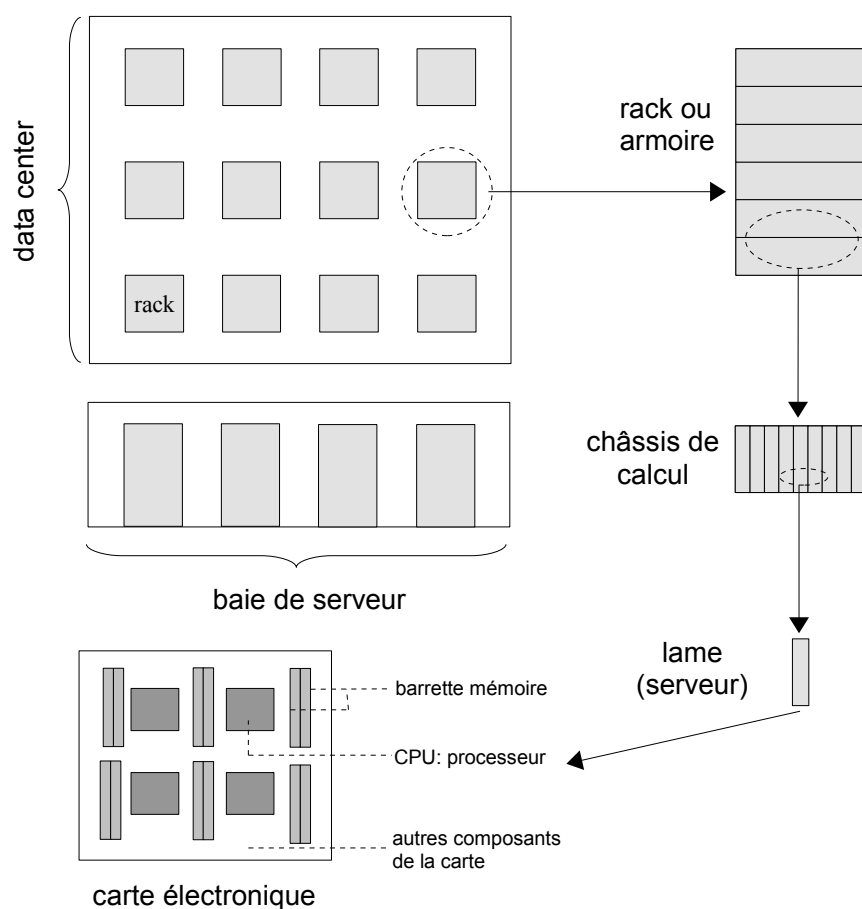 data center
rack
rack ou
armoire
baie de serveur
châssis de
calcul
lame
(serveur)
barrette mémoire
CPU: processeur
autres composants
de la carte
carte électronique